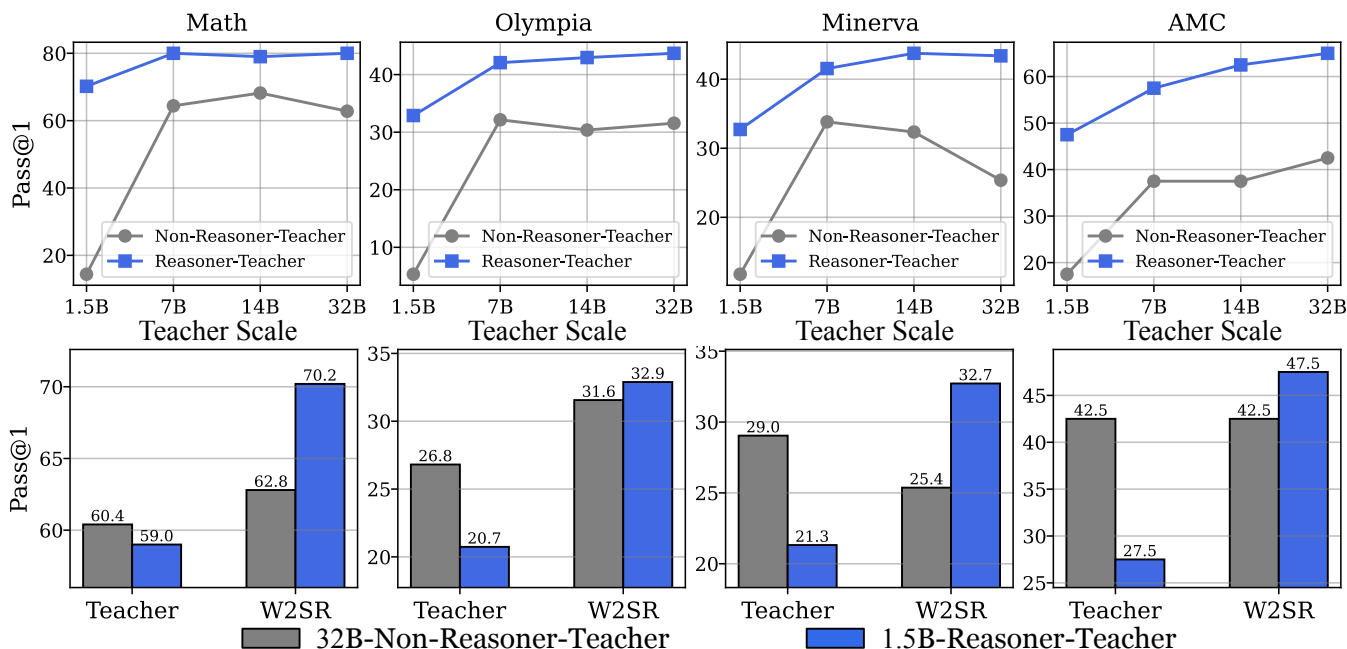 Math
Olympia
Minerva
AMC
Pass@1
80
60
40
20
40
30
20
10
40
30
20
60
50
40
30
20
Non-Reasoner-Teacher
Reasoner-Teacher
Non-Reasoner-Teacher
Reasoner-Teacher
Non-Reasoner-Teacher
Reasoner-Teacher
Non-Reasoner-Teacher
Reasoner-Teacher
1.5B 7B 14B 32B
1.5B 7B 14B 32B
1.5B 7B 14B 32B
1.5B 7B 14B 32B
Teacher Scale
Teacher Scale
Teacher Scale
Teacher Scale
Pass@1
70
65
60
60.4
59.0
62.8
70.2
35
30
25
20
26.8
20.7
31.6
32.9
35
30
25
20
29.0
21.3
25.4
32.7
45
40
35
30
25
42.5
27.5
42.5
47.5
Teacher W2SR
Teacher W2SR
Teacher W2SR
Teacher W2SR
32B-Non-Reasoner-Teacher
1.5B-Reasoner-Teacher